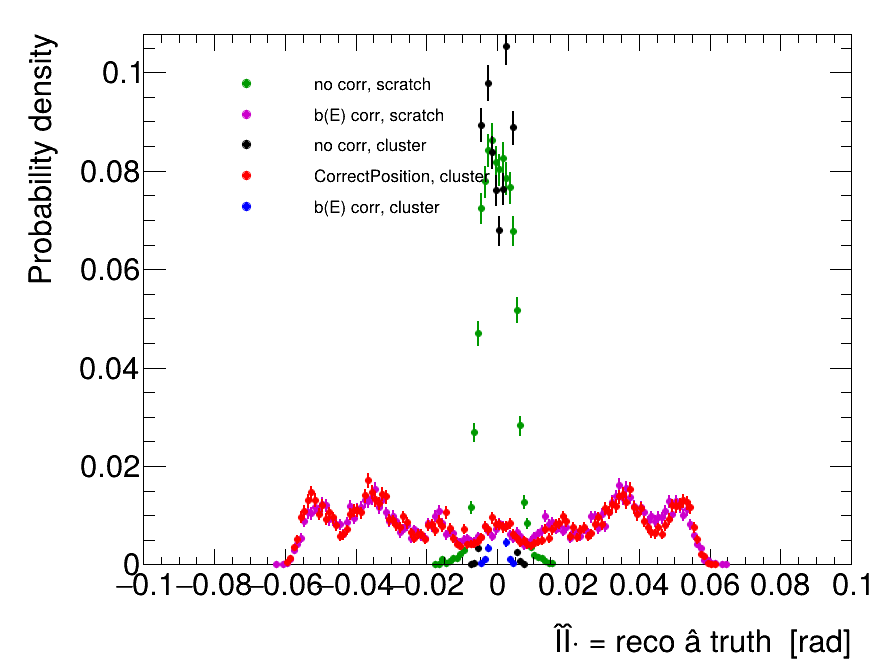 Probability density
0.1
0.08
0.06
0.04
0.02
0
no corr, scratch
b(E) corr, scratch
no corr, cluster
CorrectPosition, cluster
b(E) corr, cluster
−0.1 −0.08 −0.06 −0.04 −0.02 0 0.02 0.04 0.06 0.08 0.1
ÎÎ· = reco â truth [rad]